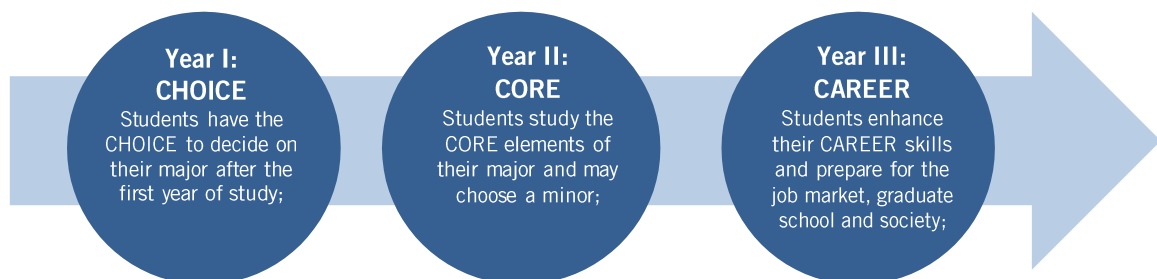 Year I:
CHOICE
Students have the
CHOICE to decide on
their major after the
first year of study;
Year II:
CORE
Students study the
CORE elements of
their major and may
choose a minor;
Year III:
CAREER
Students enhance
their CAREER skills
and prepare for the
job market, graduate
school and society;